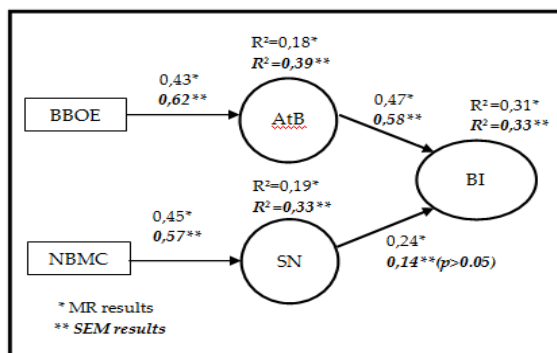 R²=0,18*
R²=0,39**
0,43*
0,62**
BBOE
AtB
0,47*
0,58**
R²=0,31*
R²=0,33**
BI
R²=0,19*
R²=0,33**
0,45*
0,57**
NBMC
SN
0,24*
0,14**(p>0.05)
* MR results
** SEM results